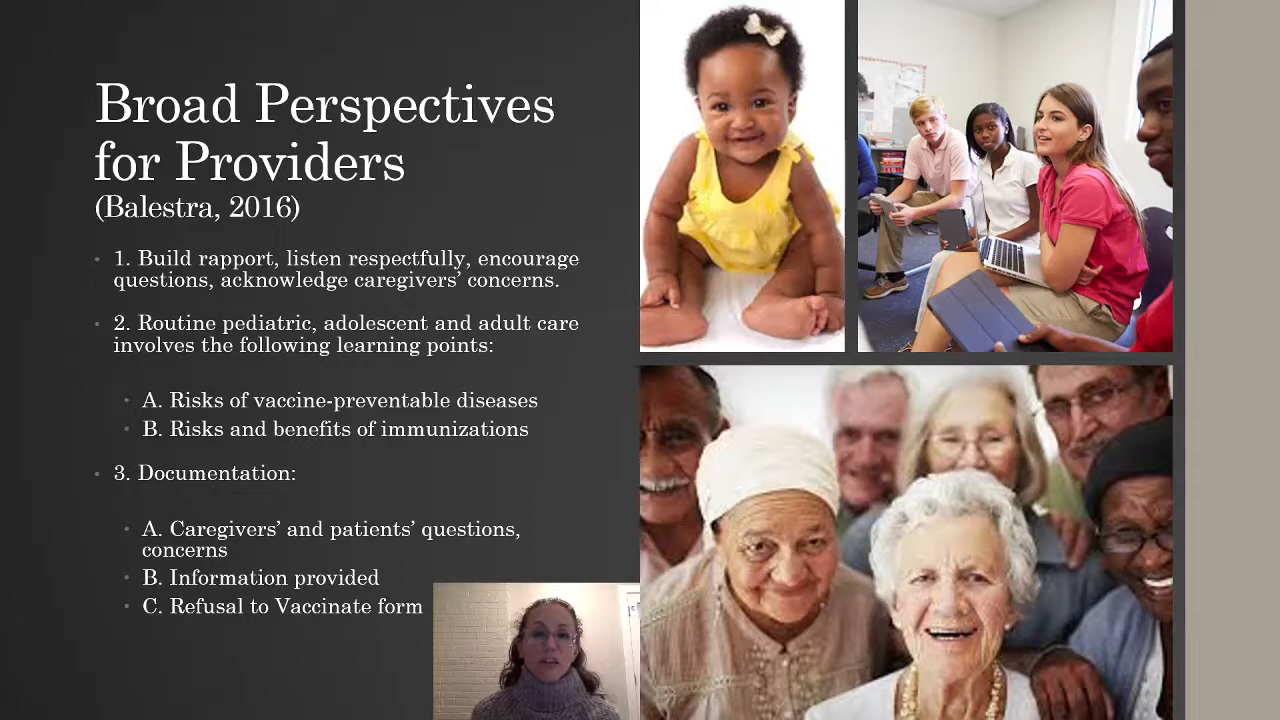 Broad Perspectives
for Providers
(Balestra, 2016)
• 1. Build rapport, listen respectfully, encourage
questions, acknowledge caregivers’ concerns.
• 2. Routine pediatric, adolescent and adult care
involves the following learning points:
• A. Risks of vaccine-preventable diseases
• B. Risks and benefits of immunizations
• 3. Documentation:
• A. Caregivers’ and patients’ questions,
concerns
• B. Information provided
• C. Refusal to Vaccinate form